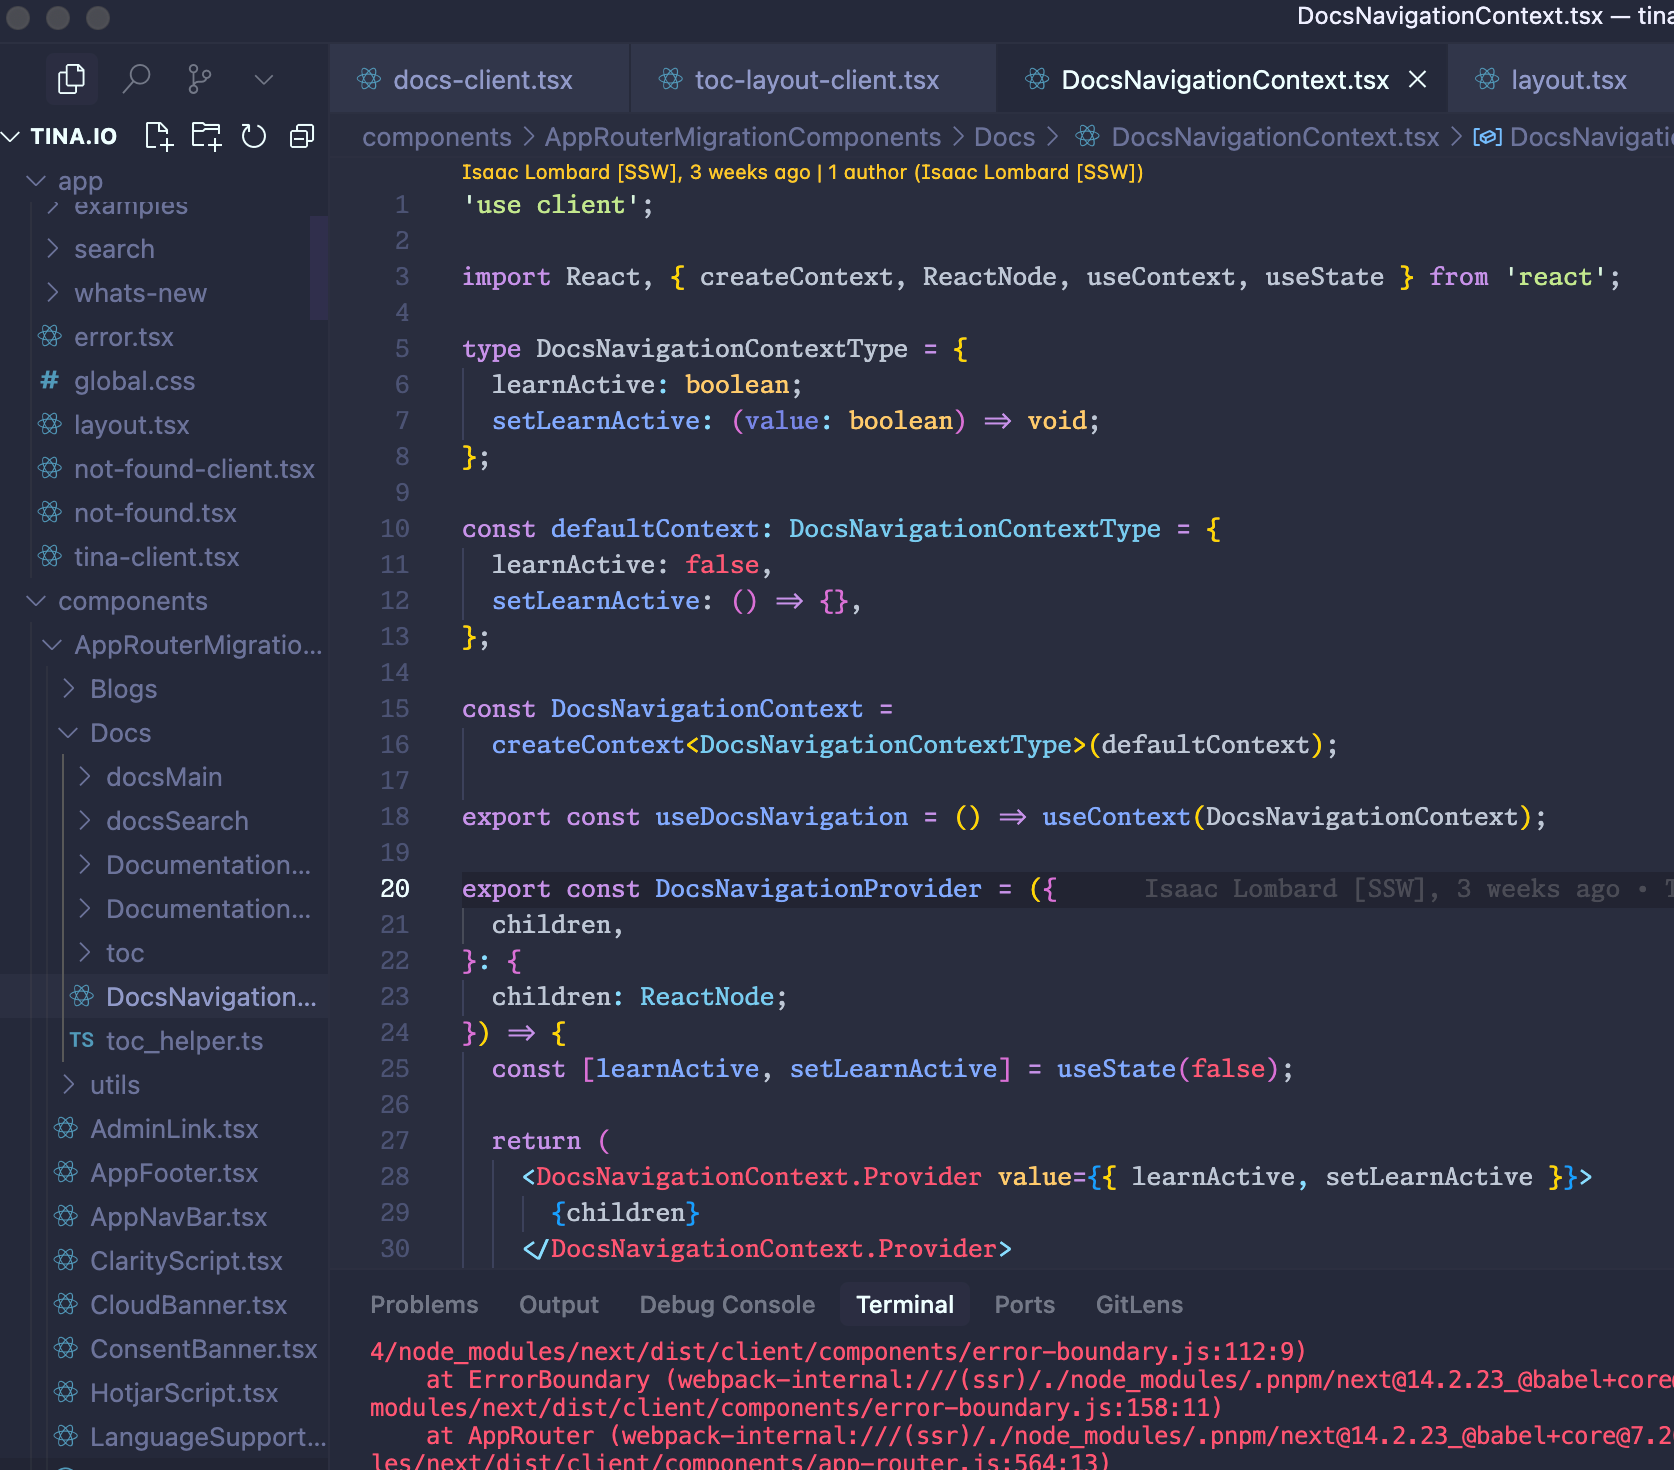 DocsNavigationContext.tsx — tina
docs-client.tsx
toc-layout-client.tsx
DocsNavigationContext.tsx
layout.tsx
TINA.IO
components > AppRouterMigrationComponents > Docs > DocsNavigationContext.tsx > DocsNavigati
app
examples
search
whats-new
error.tsx
# global.css
layout.tsx
not-found-client.tsx
not-found.tsx
tina-client.tsx
components
AppRouterMigratio...
Blogs
Docs
docsMain
docsSearch
Documentation...
Documentation...
toc
DocsNavigation...
TS toc_helper.ts
utils
AdminLink.tsx
AppFooter.tsx
AppNavBar.tsx
ClarityScript.tsx
CloudBanner.tsx
ConsentBanner.tsx
HotjarScript.tsx
LanguageSupport...
Isaac Lombard [SSW], 3 weeks ago | 1 author (Isaac Lombard [SSW])
1 'use client';
2
3 import React, { createContext, ReactNode, useContext, useState } from 'react';
4
5 type DocsNavigationContextType = {
6 learnActive: boolean;
7 setLearnActive: (value: boolean) => void;
8 };
9
10 const defaultContext: DocsNavigationContextType = {
11 learnActive: false,
12 setLearnActive: () => {},
13 };
14
15 const DocsNavigationContext =
16 createContext<DocsNavigationContextType>(defaultContext);
17
18 export const useDocsNavigation = () => useContext(DocsNavigationContext);
19
20 export const DocsNavigationProvider = ({ Isaac Lombard [SSW], 3 weeks ago •
21 children,
22 }: {
23 children: ReactNode;
24 }) => {
25 const [learnActive, setLearnActive] = useState(false);
26
27 return (
28 <DocsNavigationContext.Provider value={{ learnActive, setLearnActive }}>
29 {children}
30 </DocsNavigationContext.Provider>
Problems Output Debug Console Terminal Ports GitLens
4/node_modules/next/dist/client/components/error-boundary.js:112:9)
at ErrorBoundary (webpack-internal:///(ssr)/./node_modules/.pnpm/next@14.2.23_@babel+core@
modules/next/dist/client/components/error-boundary.js:158:11)
at AppRouter (webpack-internal:///(ssr)/./node_modules/.pnpm/next@14.2.23_@babel+core@7.2
les/next/dist/client/components/app-router.js:564:13)